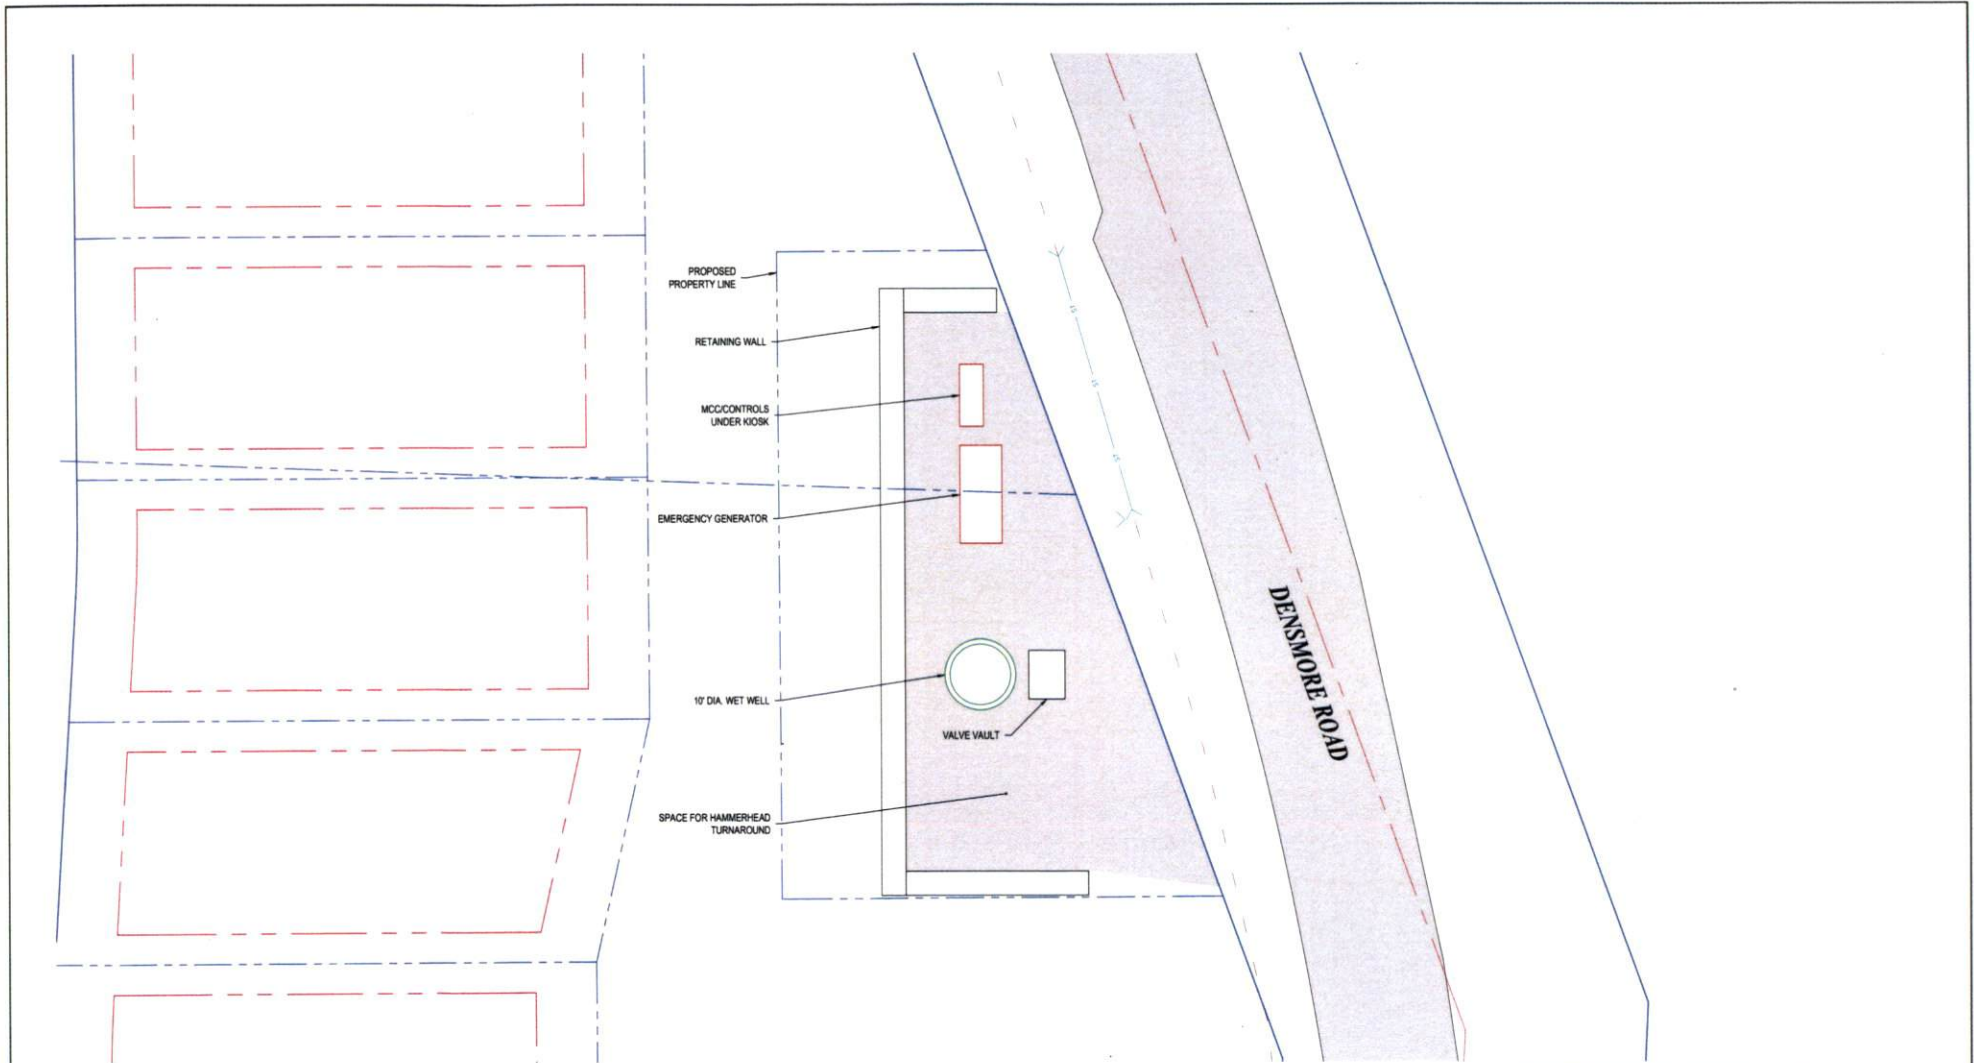 PROPOSED
PROPERTY LINE
RETAINING WALL
MCC/CONTROLS
UNDER KIOSK
EMERGENCY GENERATOR
10' DIA. WET WELL
VALVE VAULT
SPACE FOR HAMMERHEAD
TURNAROUND
DENSMORE ROAD